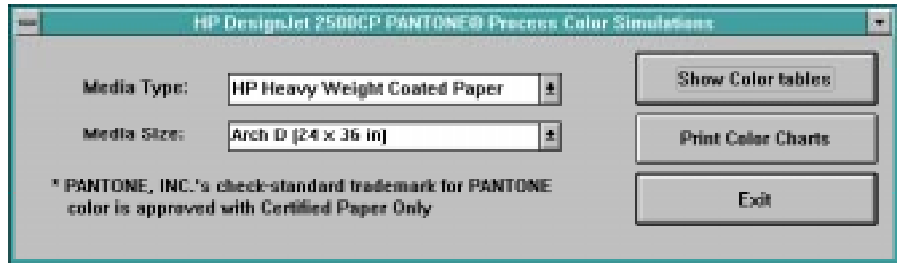 HP DesignJet 2500CP PANTONE® Process Color Simulations
Media Type:
HP Heavy Weight Coated Paper
Show Color tables
Media Size:
Arch D (24 x 36 in)
Print Color Charts
* PANTONE, INC.'s check-standard trademark for PANTONE
color is approved with Certified Paper Only
Exit